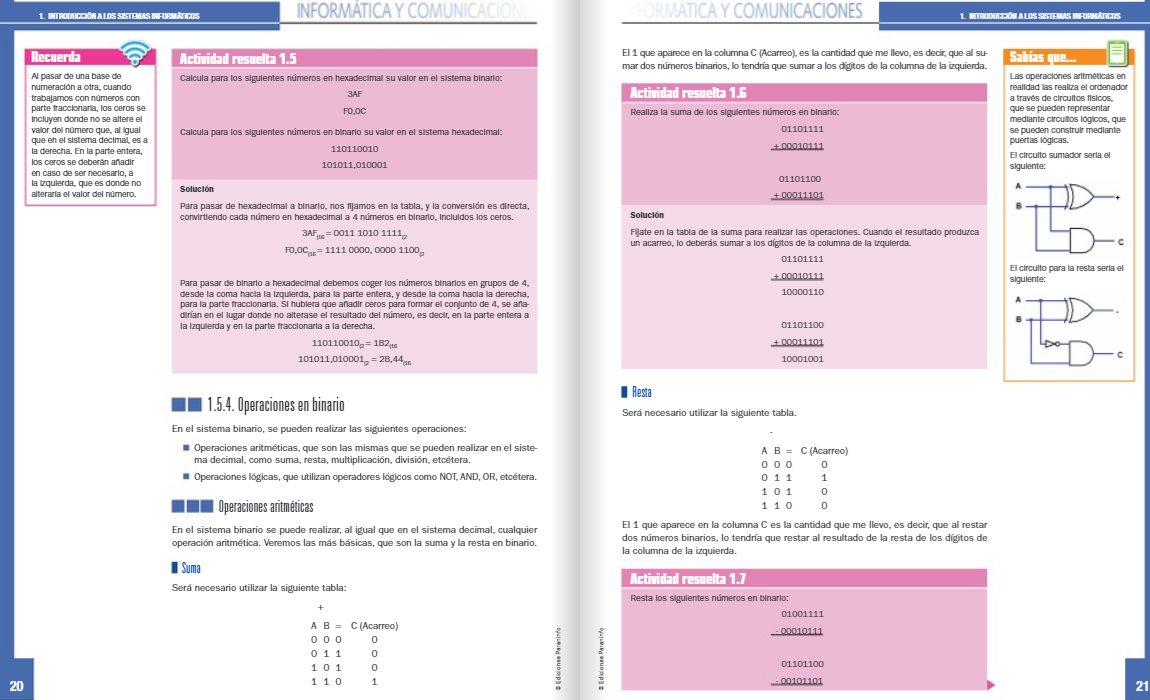 1. INTRODUCCIÓN A LOS SISTEMAS INFORMÁTICOS
INFORMÁTICA Y COMUNICACIONE
Recuerda
Al pasar de una base de
numeración a otra, cuando
trabajamos con números con
parte fraccionaria, los ceros se
incluyen donde no se altere el
valor del número que, al igual
que en el sistema decimal, es a
la derecha. En la parte entera,
los ceros se deberán añadir
en caso de ser necesario, a
la izquierda, que es donde no
alteraría el valor del número.
Actividad resuelta 1.5
Calcula para los siguientes números en hexadecimal su valor en el sistema binario:
3AF
F0,0C
Calcula para los siguientes números en binario su valor en el sistema hexadecimal:
110110010
101011,010001
Solución
Para pasar de hexadecimal a binario, nos fijamos en la tabla, y la conversión es directa,
convirtiendo cada número en hexadecimal a 4 números en binario, incluidos los ceros.
3AF(16 = 0011 1010 1111(2
F0,0C(16 = 1111 0000, 0000 1100(2
Para pasar de binario a hexadecimal debemos coger los números binarios en grupos de 4,
desde la coma hacia la izquierda, para la parte entera, y desde la coma hacia la derecha,
para la parte fraccionaria. Si hubiera que añadir ceros para formar el conjunto de 4, se aña-
dirían en el lugar donde no alterase el resultado del número, es decir, en la parte entera a
la izquierda y en la parte fraccionaria a la derecha.
110110010(2 = 1B2(16
101011,010001(2 = 2B,44(16
1.5.4. Operaciones en binario
En el sistema binario, se pueden realizar las siguientes operaciones:
Operaciones aritméticas, que son las mismas que se pueden realizar en el siste-
ma decimal, como suma, resta, multiplicación, división, etcétera.
Operaciones lógicas, que utilizan operadores lógicos como NOT, AND, OR, etcétera.
Operaciones aritméticas
En el sistema binario se puede realizar, al igual que en el sistema decimal, cualquier
operación aritmética. Veremos las más básicas, que son la suma y la resta en binario.
Suma
Será necesario utilizar la siguiente tabla:
+
A B = C (Acarreo)
0 0 0 0
0 1 1 0
1 0 1 0
1 1 0 1
© Ediciones Paraninfo
20
INFORMÁTICA Y COMUNICACIONES
1. INTRODUCCIÓN A LOS SISTEMAS INFORMÁTICOS
El 1 que aparece en la columna C (Acarreo), es la cantidad que me llevo, es decir, que al su-
mar dos números binarios, lo tendría que sumar a los dígitos de la columna de la izquierda.
Actividad resuelta 1.6
Realiza la suma de los siguientes números en binario:
01101111
+ 00010111
01101100
+ 00011101
Solución
Fíjate en la tabla de la suma para realizar las operaciones. Cuando el resultado produzca
un acarreo, lo deberás sumar a los dígitos de la columna de la izquierda.
01101111
+ 00010111
10000110
01101100
+ 00011101
10001001
Resta
Será necesario utilizar la siguiente tabla.
-
A B = C (Acarreo)
0 0 0 0
0 1 1 1
1 0 1 0
1 1 0 0
El 1 que aparece en la columna C es la cantidad que me llevo, es decir, que al restar
dos números binarios, lo tendría que restar al resultado de la resta de los dígitos de
la columna de la izquierda.
Actividad resuelta 1.7
Resta los siguientes números en binario:
01001111
- 00010111
01101100
- 00101101
Sabías que...
Las operaciones aritméticas en
realidad las realiza el ordenador
a través de circuitos físicos,
que se pueden representar
mediante circuitos lógicos, que
se pueden construir mediante
puertas lógicas.
El circuito sumador sería el
siguiente:
A
B
+
C
El circuito para la resta sería el
siguiente:
A
B
-
C
© Ediciones Paraninfo
21